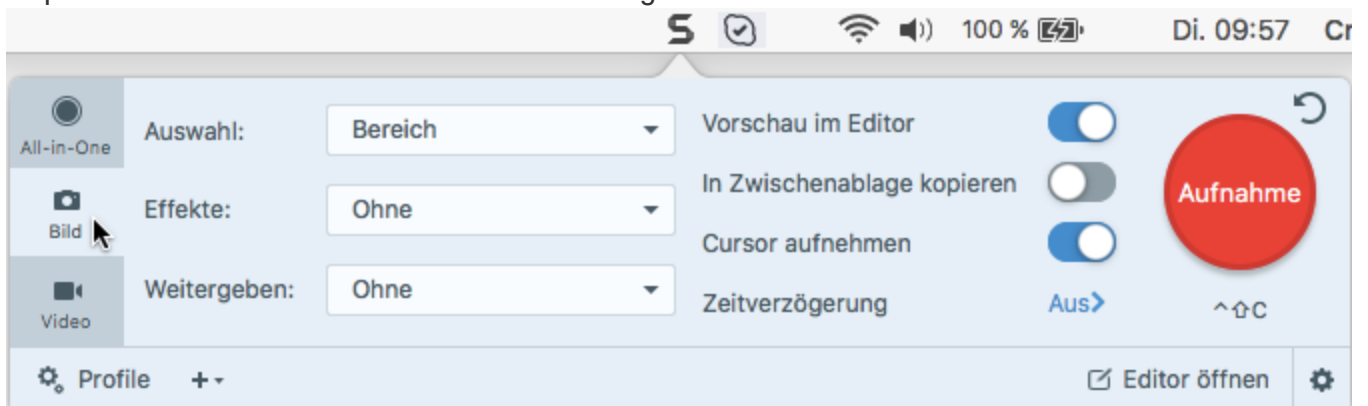 100 %
Di. 09:57
All-in-One
Bild
Video
Auswahl:
Bereich
Effekte:
Ohne
Weitergeben:
Ohne
Vorschau im Editor
In Zwischenablage kopieren
Cursor aufnehmen
Zeitverzögerung
Aus>
Aufnahme
^⇧C
Profile
+
Editor öffnen